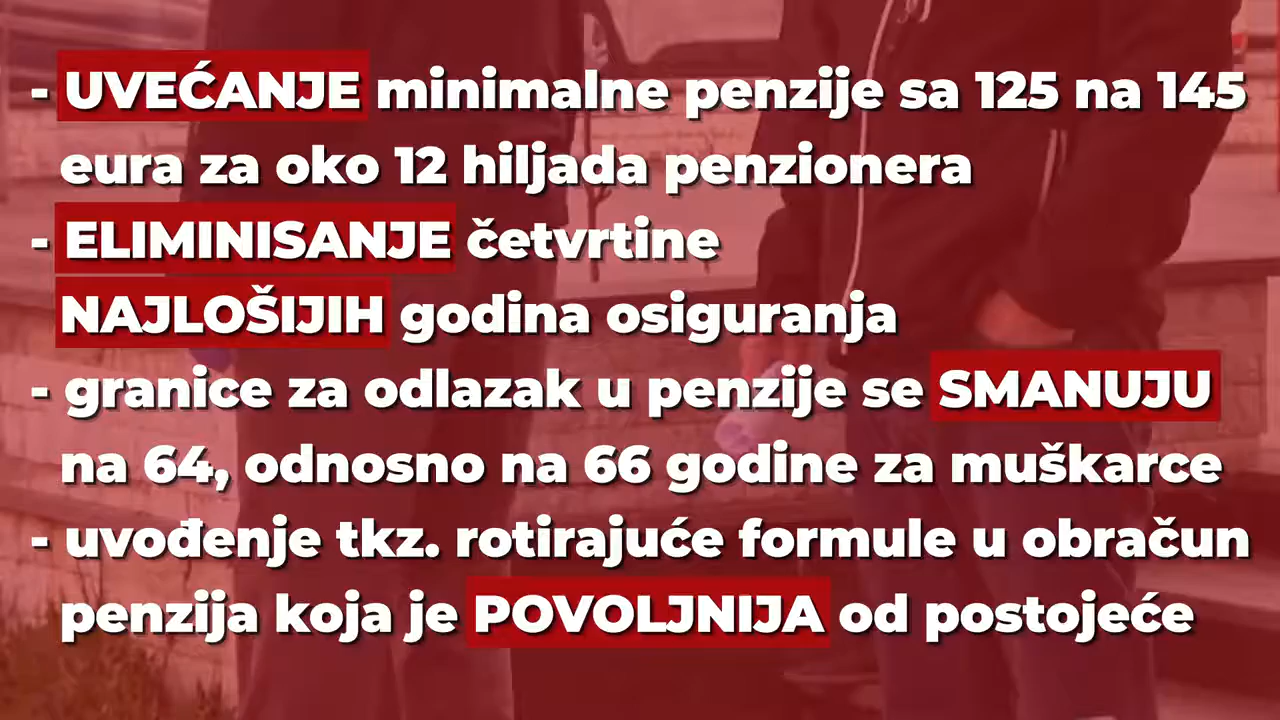 - UVEĆANJE minimalne penzije sa 125 na 145
eura za oko 12 hiljada penzionera
- ELIMINISANJE četvrtine
NAJLOŠIJIH godina osiguranja
- granice za odlazak u penzije se SMANUJU
na 64, odnosno na 66 godine za muškarce
- uvođenje tkz. rotirajuće formule u obračun
penzija koja je POVOLJNIJA od postojeće